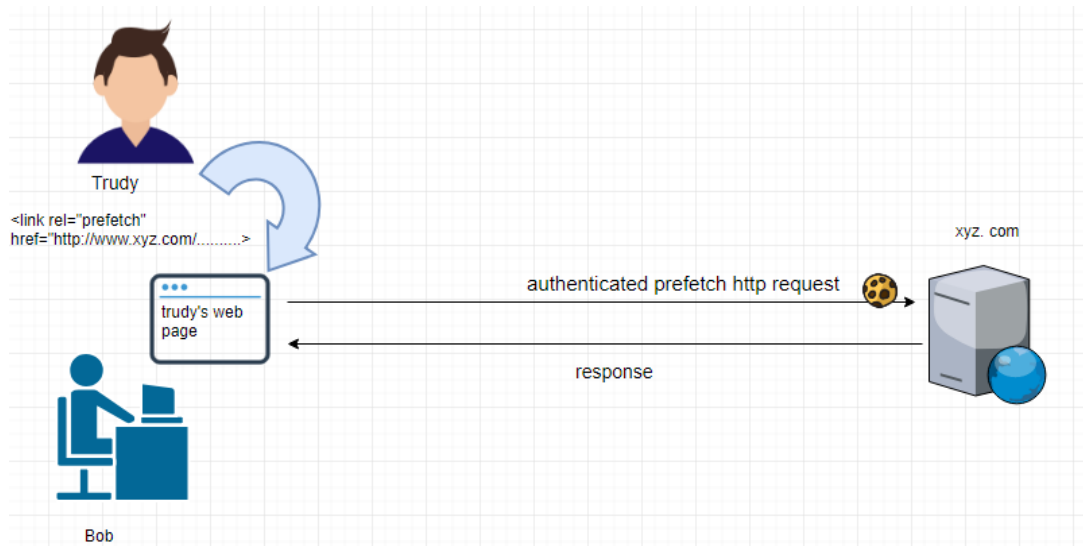 Trudy
<link rel="prefetch"
href="http://www.xyz.com/..........>
xyz. com
authenticated prefetch http request
trudy's web
page
response
Bob